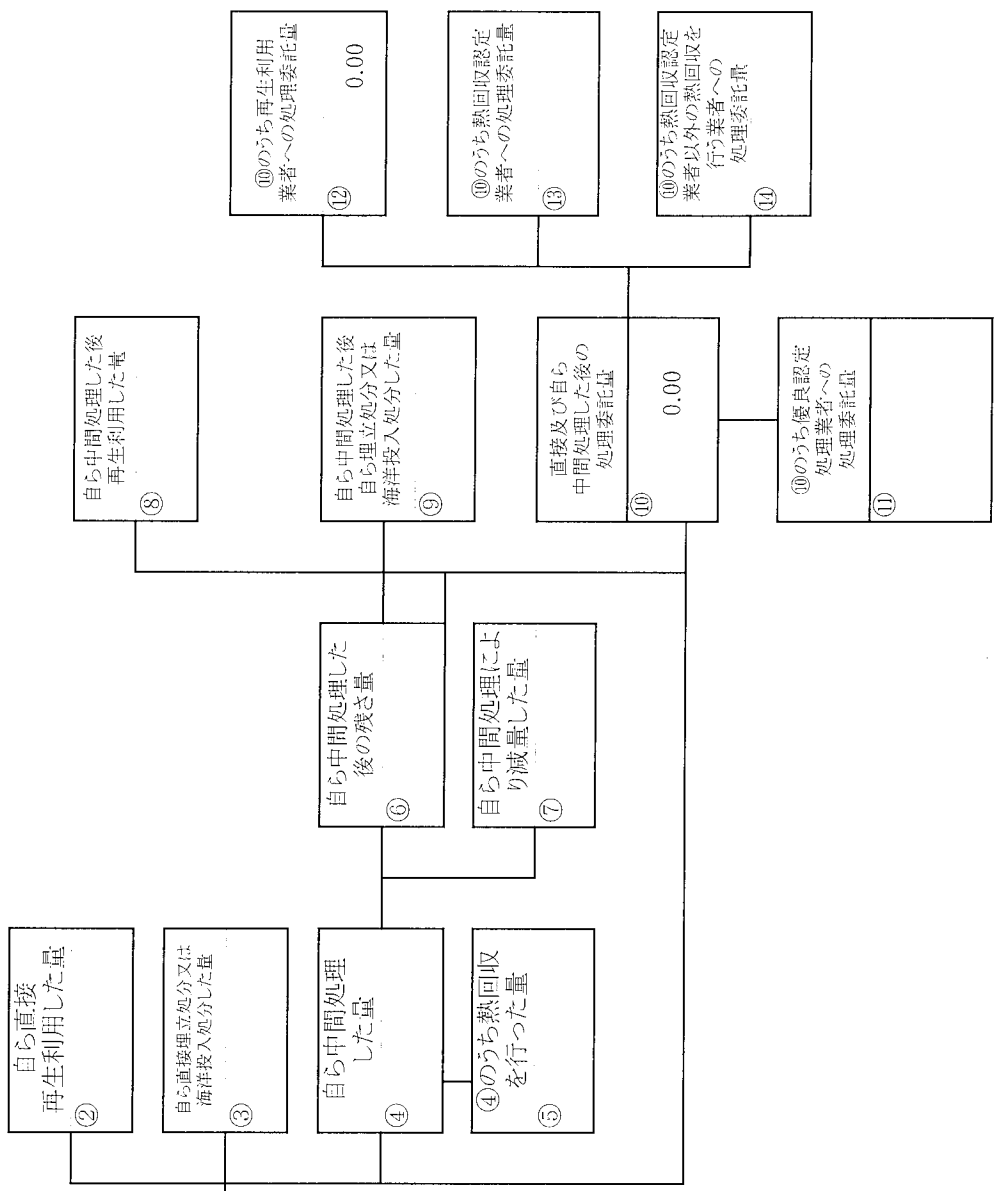 自ら直接
再生利用した量
②
自ら直接埋立処分又は
海洋投入処分した量
③
自ら中間処理
した量
④
④のうち熱回収
を行った量
⑤
自ら中間処理した
後の残さ量
⑥
自ら中間処理によ
り減量した量
⑦
自ら中間処理した後
再生利用した量
⑧
自ら中間処理した後
自ら埋立処分又は
海洋投入処分した量
⑨
直接及び自ら
中間処理した後の
処理委託量
⑩
0.00
⑩のうち優良認定
処理業者への
処理委託量
⑪
⑩のうち再生利用
業者への処理委託量
⑫
0.00
⑩のうち熱回収認定
業者への処理委託量
⑬
⑩のうち熱回収認定
業者以外の熱回収を
行う業者への
処理委託量
⑭